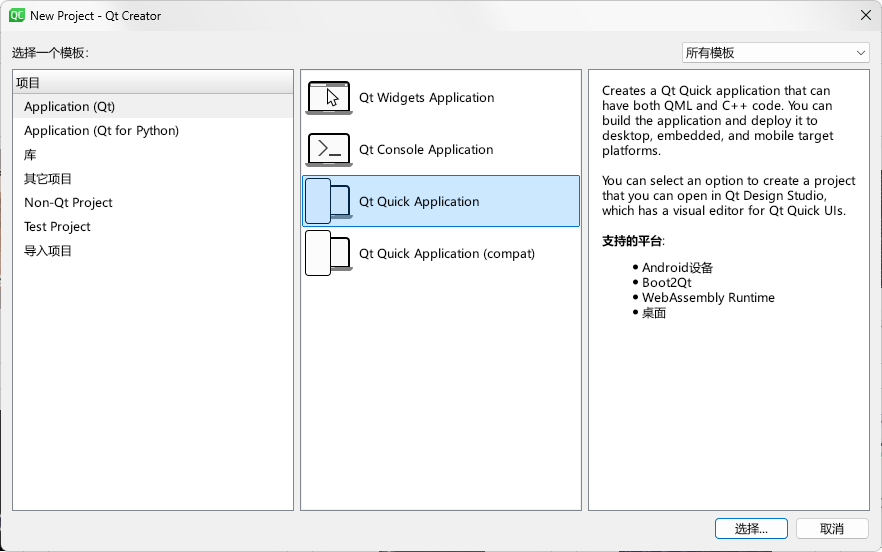 New Project - Qt Creator
选择一个模板:
所有模板
项目
Application (Qt)
Application (Qt for Python)
库
其它项目
Non-Qt Project
Test Project
导入项目
Qt Widgets Application
Qt Console Application
Qt Quick Application
Qt Quick Application (compat)
Creates a Qt Quick application that can
have both QML and C++ code. You can
build the application and deploy it to
desktop, embedded, and mobile target
platforms.
You can select an option to create a project
that you can open in Qt Design Studio,
which has a visual editor for Qt Quick UIs.
支持的平台:
• Android设备
• Boot2Qt
• WebAssembly Runtime
• 桌面
选择...
取消